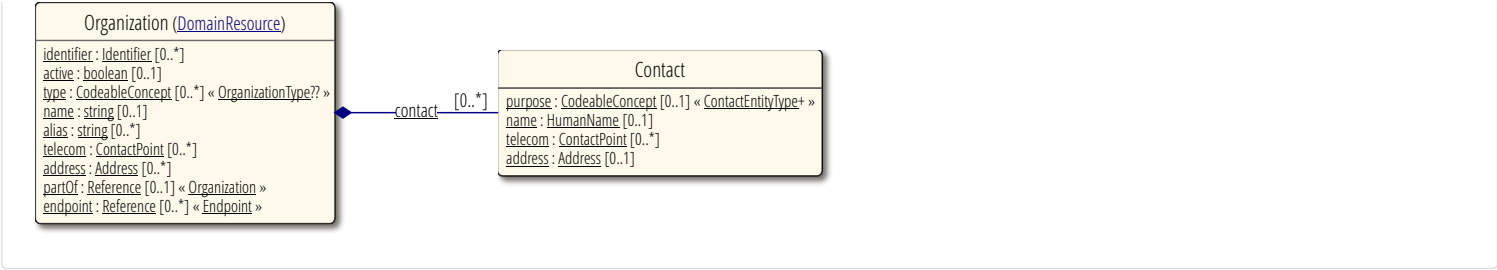 Organization (DomainResource)
identifier : Identifier [0..*]
active : boolean [0..1]
type : CodeableConcept [0..*] « OrganizationType?? »
name : string [0..1]
alias : string [0..*]
telecom : ContactPoint [0..*]
address : Address [0..*]
partOf : Reference [0..1] « Organization »
endpoint : Reference [0..*] « Endpoint »
contact
[0..*]
Contact
purpose : CodeableConcept [0..1] « ContactEntityType+ »
name : HumanName [0..1]
telecom : ContactPoint [0..*]
address : Address [0..1]